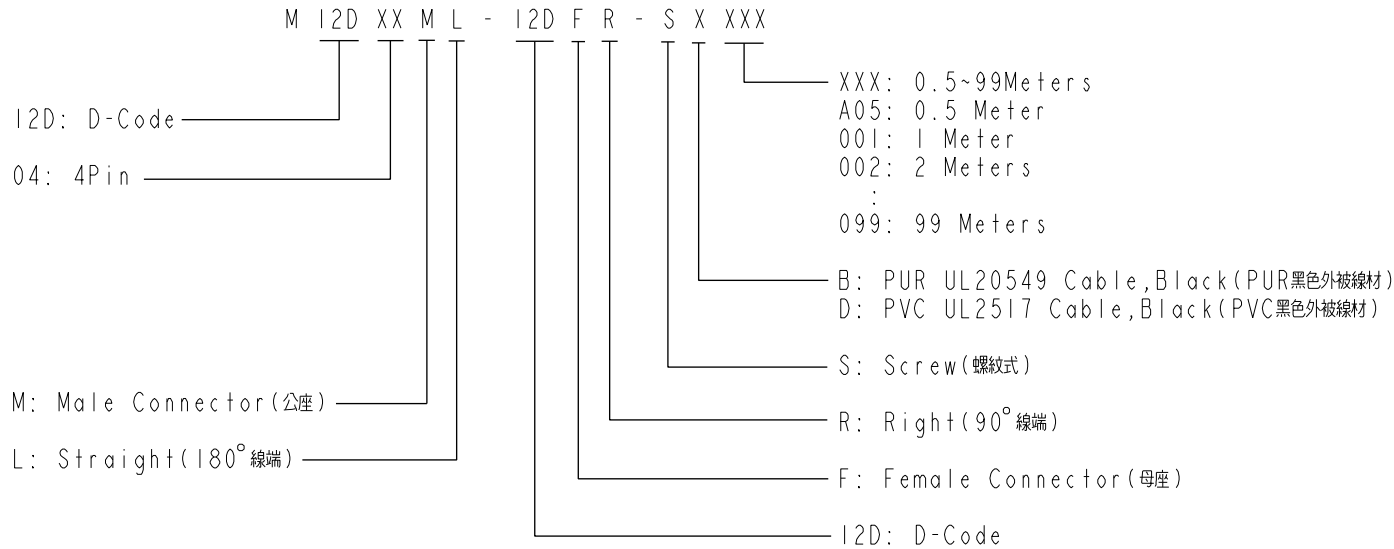 M 12D XX M L - 12D F R - S X XXX
XXX: 0.5~99Meters
A05: 0.5 Meter
001: 1 Meter
002: 2 Meters
:
099: 99 Meters
12D: D-Code
04: 4Pin
B: PUR UL20549 Cable,Black(PUR黑色外被線材)
D: PVC UL2517 Cable,Black(PVC黑色外被線材)
S: Screw(螺紋式)
M: Male Connector(公座)
R: Right(90°線端)
L: Straight(180°線端)
F: Female Connector(母座)
12D: D-Code